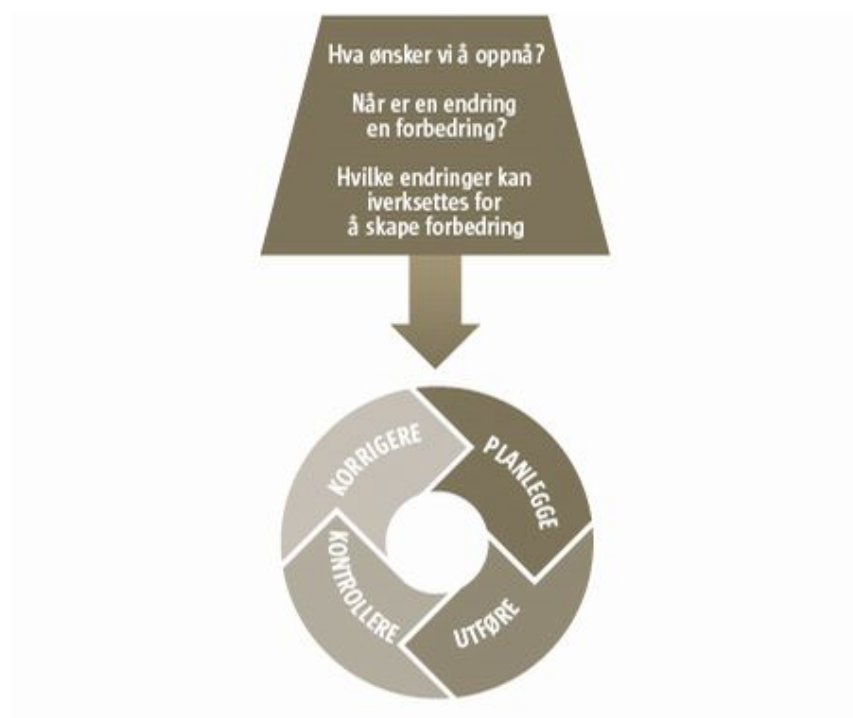 Hva ønsker vi å oppnå?
Når er en endring
en forbedring?
Hvilke endringer kan
iverksettes for
å skape forbedring
PLANLEGGE
UTFØRE
KONTROLLERE
KORRIGERE